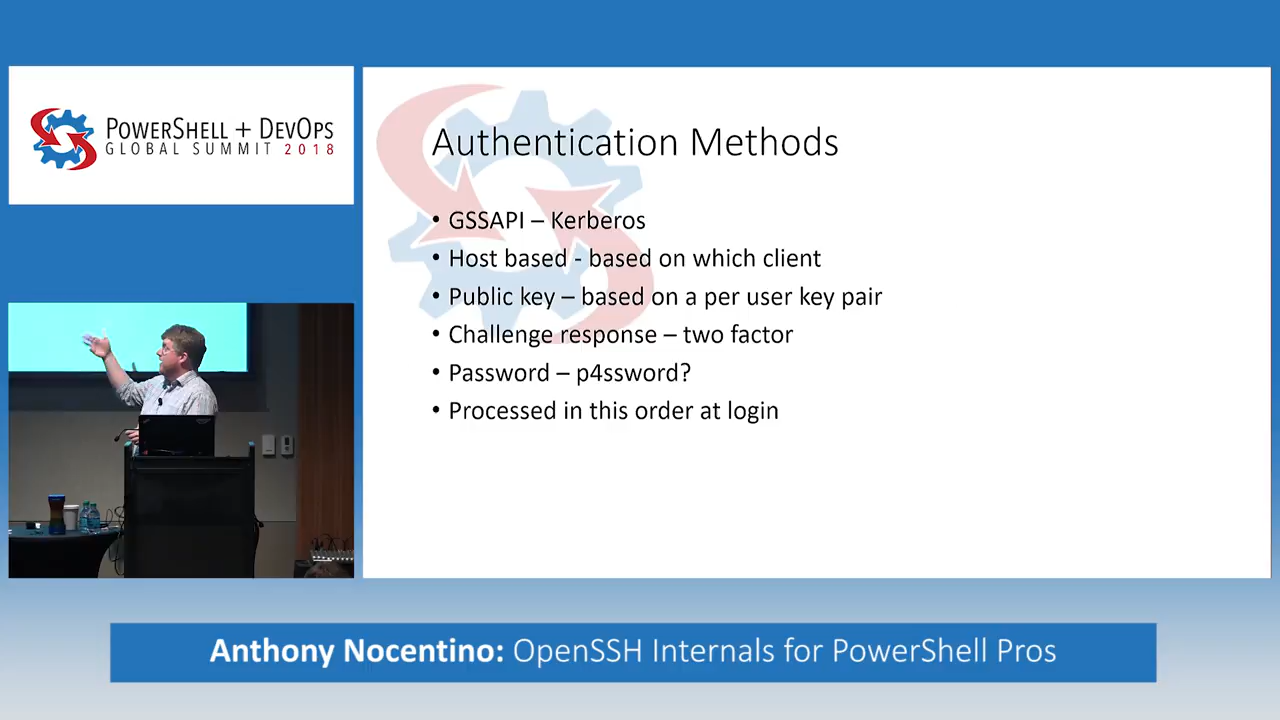 POWERSHELL + DEVOPS
GLOBAL SUMMIT 2018
Authentication Methods
• GSSAPI – Kerberos
• Host based - based on which client
• Public key – based on a per user key pair
• Challenge response – two factor
• Password – p4ssword?
• Processed in this order at login
Anthony Nocentino: OpenSSH Internals for PowerShell Pros